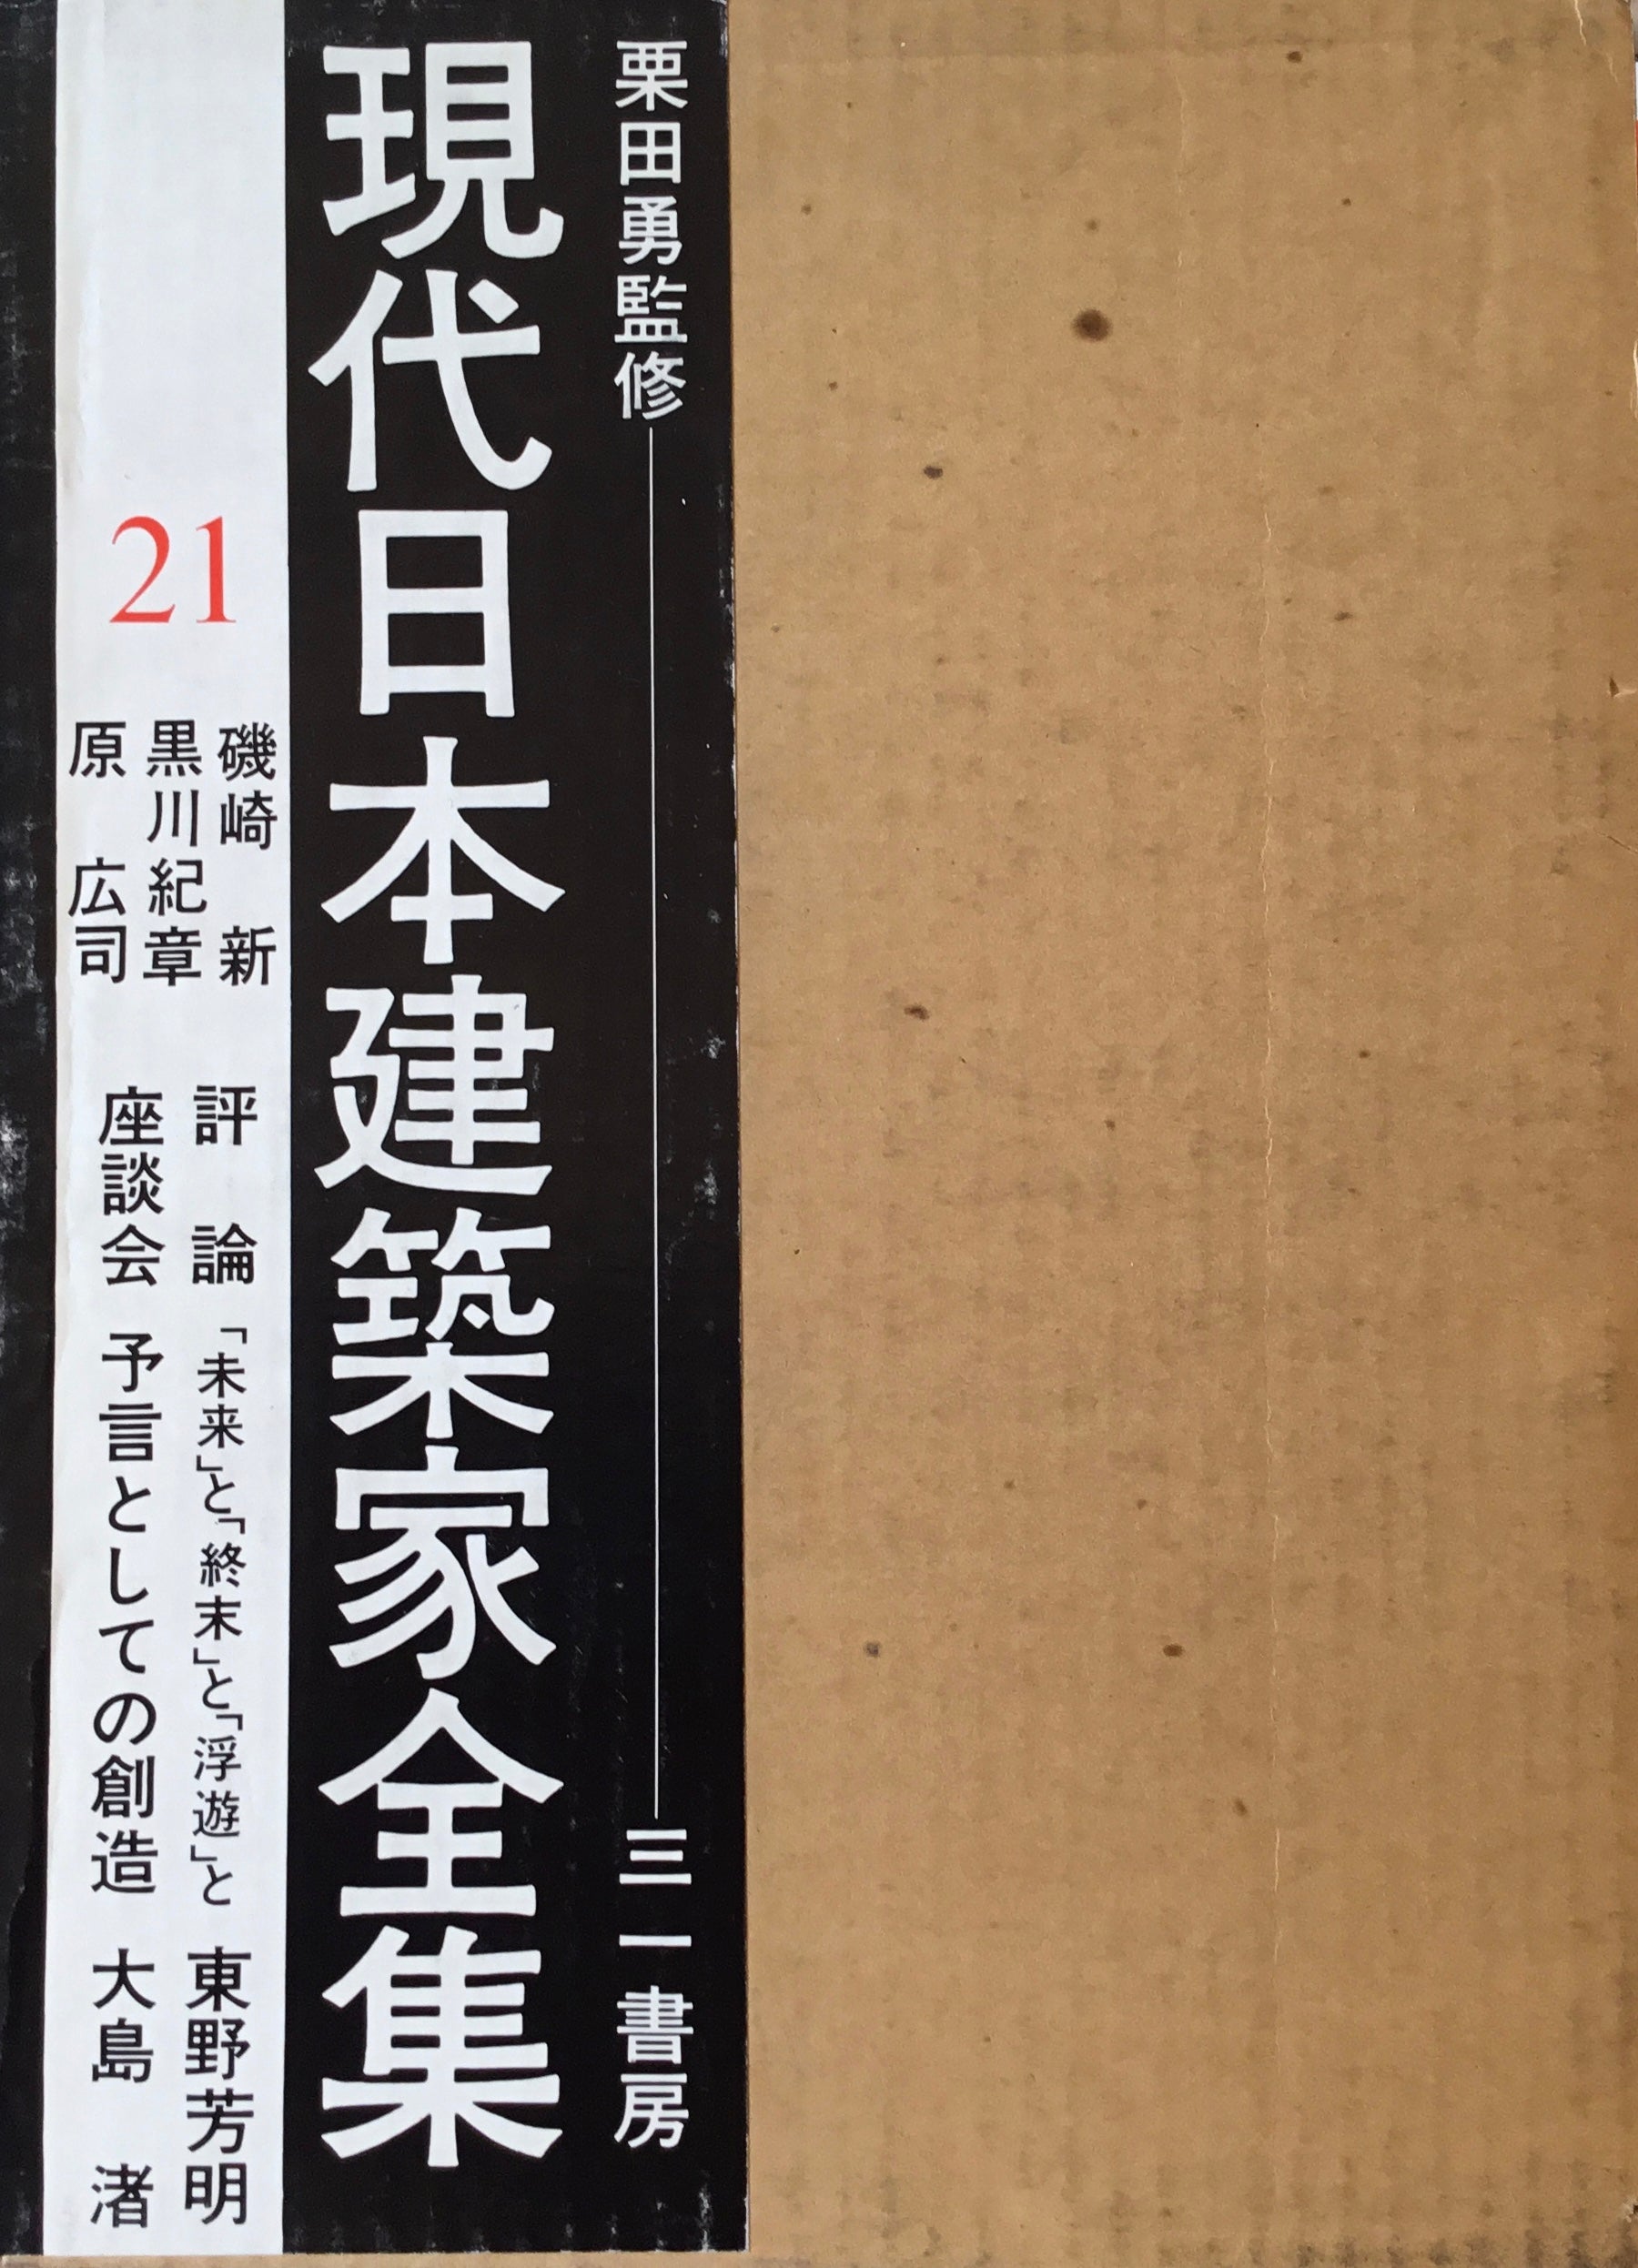 栗田勇監修 三一書房
現代日本建築家全集
21
磯崎 新
黒川紀章
原 広司
評論 「未来」と「終末」と「浮遊」と 東野芳明
座談会 予言としての創造 大島 渚